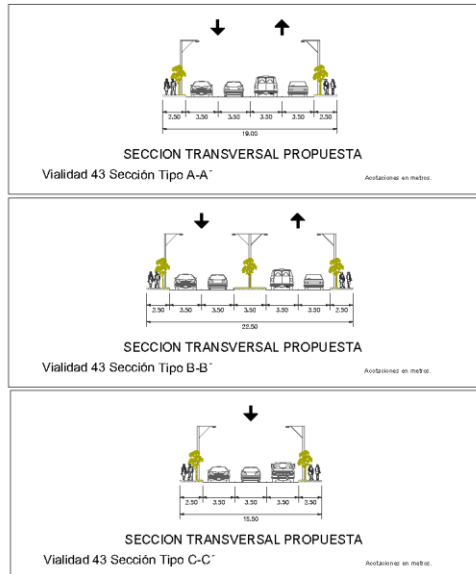 2.50 3.50 3.50 3.50 3.50 2.50
19.00
SECCION TRANSVERSAL PROPUESTA
Vialidad 43 Sección Tipo A-A´
Acotaciones en metros.
2.50 3.50 3.50 3.50 3.50 3.50 2.50
22.50
SECCION TRANSVERSAL PROPUESTA
Vialidad 43 Sección Tipo B-B´
Acotaciones en metros.
2.50 3.50 3.50 3.50 2.50
15.50
SECCION TRANSVERSAL PROPUESTA
Vialidad 43 Sección Tipo C-C´
Acotaciones en metros.